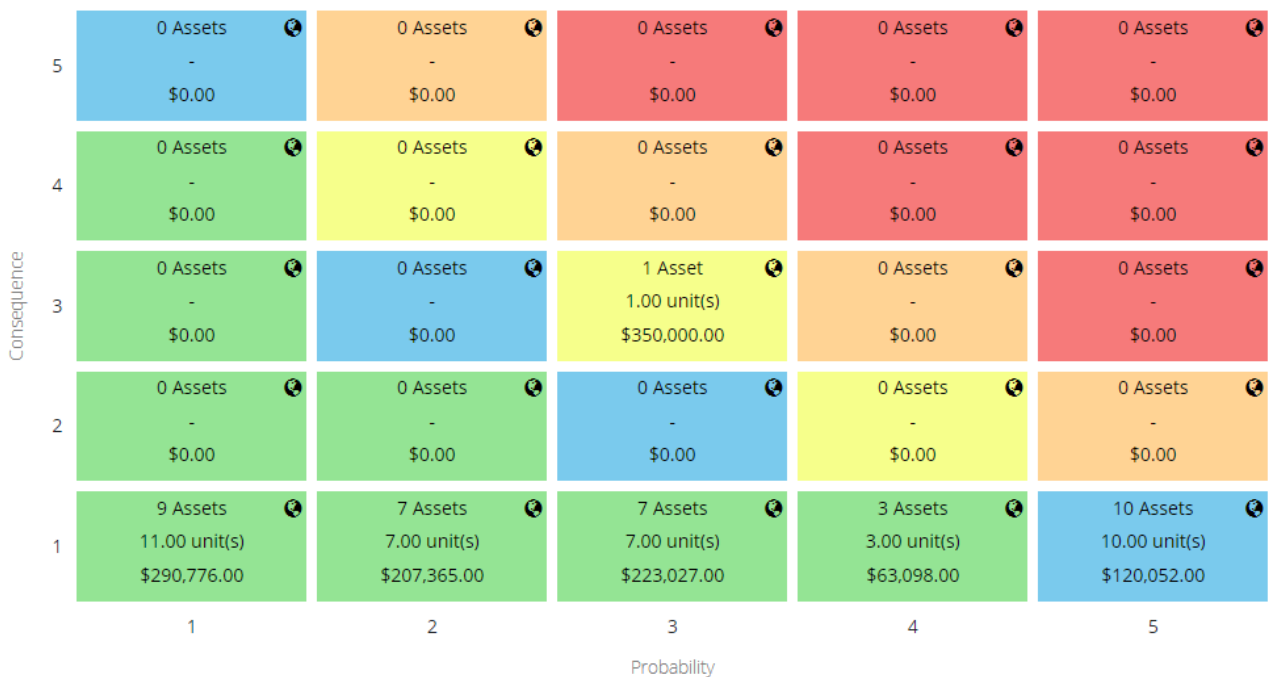 0 Assets 0 Assets 0 Assets 0 Assets 0 Assets
5 - - - - -
$0.00 $0.00 $0.00 $0.00 $0.00
0 Assets 0 Assets 0 Assets 0 Assets 0 Assets
4 - - - - -
$0.00 $0.00 $0.00 $0.00 $0.00
Consequence
0 Assets 0 Assets 1 Asset 0 Assets 0 Assets
3 - - 1.00 unit(s) - -
$0.00 $0.00 $350,000.00 $0.00 $0.00
0 Assets 0 Assets 0 Assets 0 Assets 0 Assets
2 - - - - -
$0.00 $0.00 $0.00 $0.00 $0.00
9 Assets 7 Assets 7 Assets 3 Assets 10 Assets
1 11.00 unit(s) 7.00 unit(s) 7.00 unit(s) 3.00 unit(s) 10.00 unit(s)
$290,776.00 $207,365.00 $223,027.00 $63,098.00 $120,052.00
1 2 3 4 5
Probability